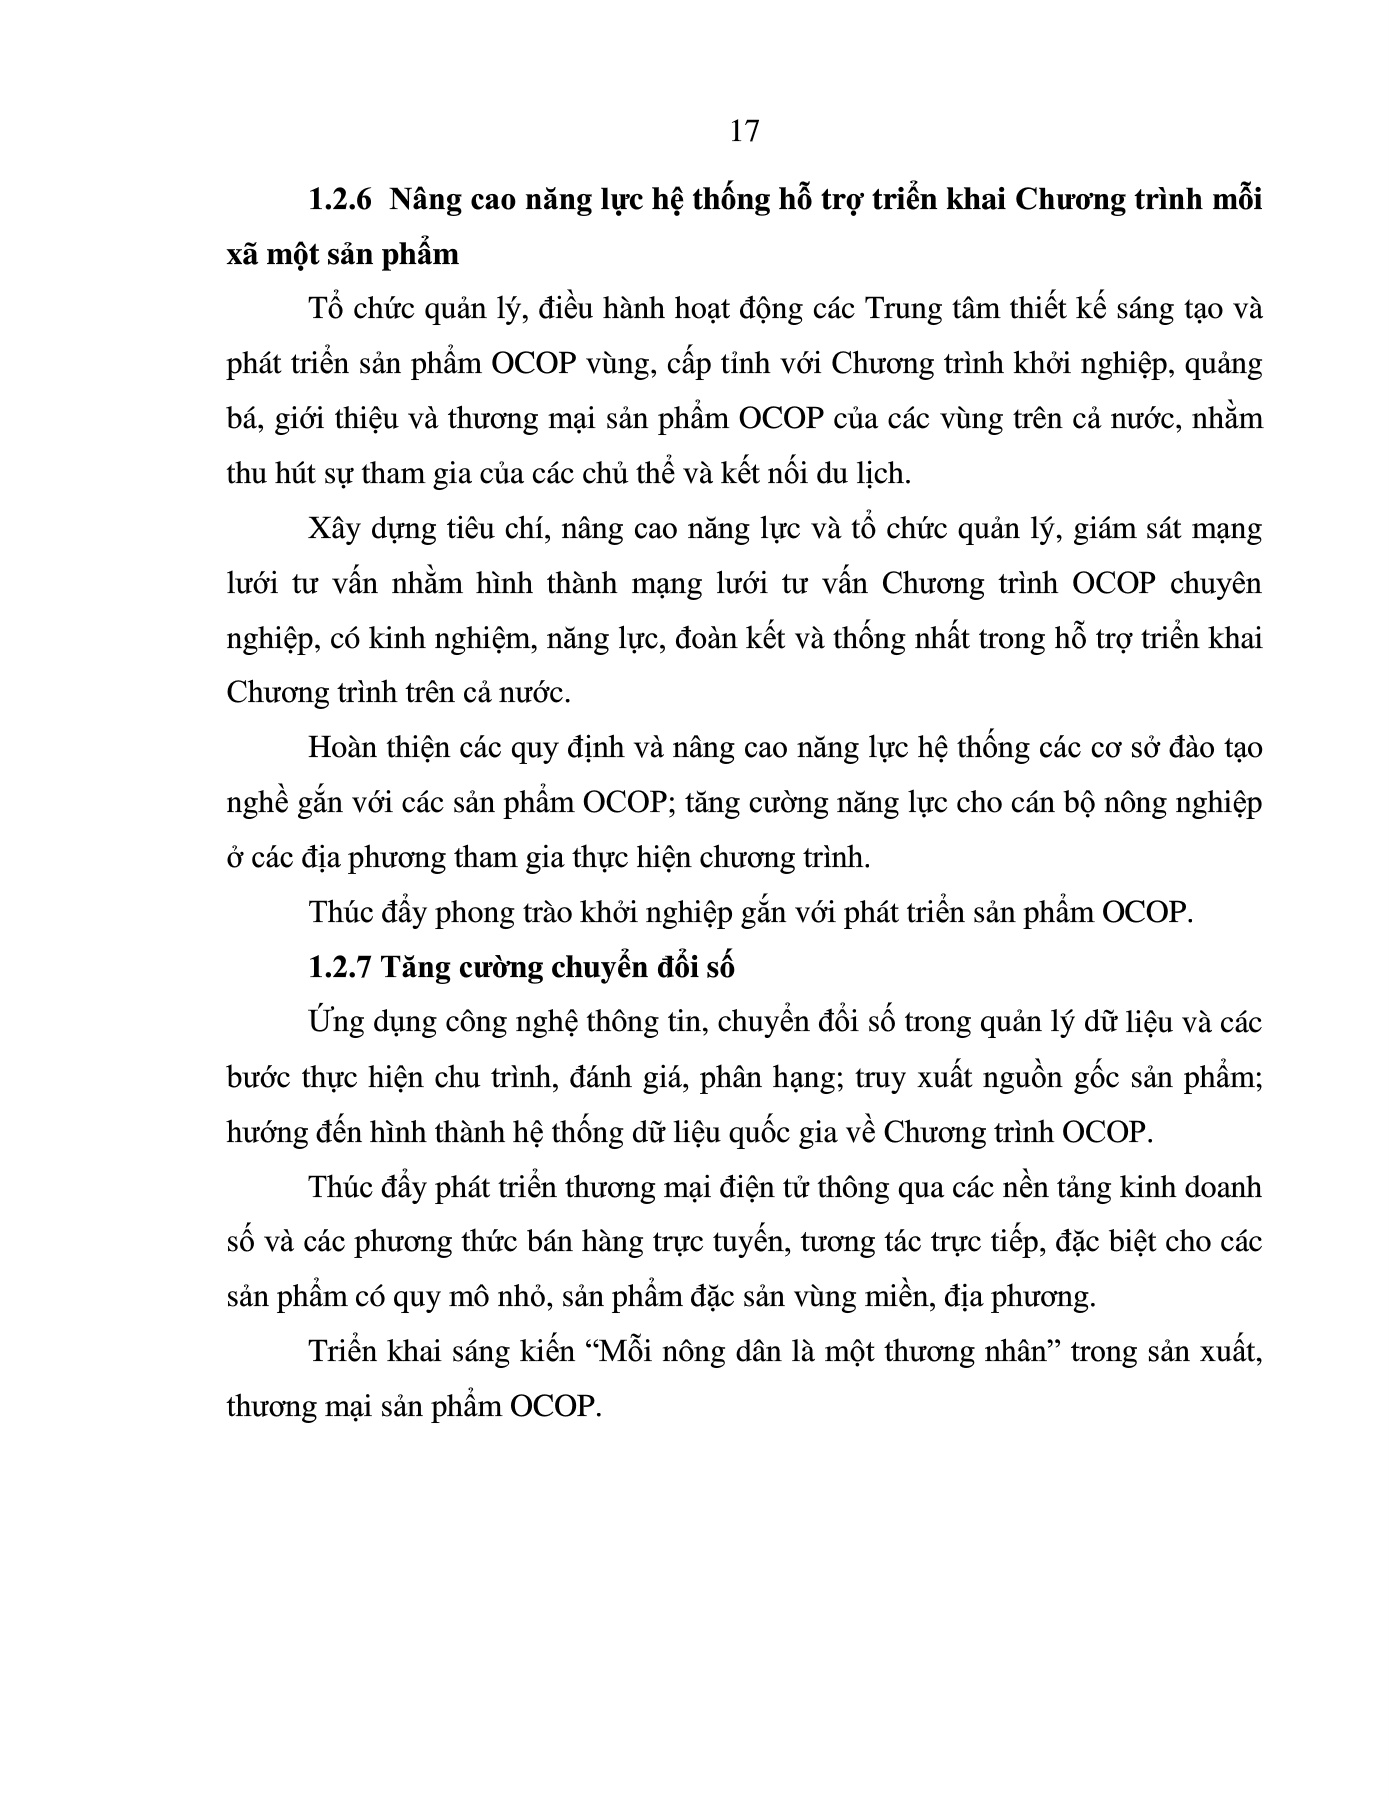 17
1.2.6  Nâng cao năng lực hệ thống hỗ trợ triển khai Chương trình mỗi
xã một sản phẩm
Tổ chức quản lý, điều hành hoạt động các Trung tâm thiết kế sáng tạo và
phát triển sản phẩm OCOP vùng, cấp tỉnh với Chương trình khởi nghiệp, quảng
bá, giới thiệu và thương mại sản phẩm OCOP của các vùng trên cả nước, nhằm
thu hút sự tham gia của các chủ thể và kết nối du lịch.
Xây dựng tiêu chí, nâng cao năng lực và tổ chức quản lý, giám sát mạng
lưới tư vấn nhằm hình thành mạng lưới tư vấn Chương trình OCOP chuyên
nghiệp, có kinh nghiệm, năng lực, đoàn kết và thống nhất trong hỗ trợ triển khai
Chương trình trên cả nước.
Hoàn thiện các quy định và nâng cao năng lực hệ thống các cơ sở đào tạo
nghề gắn với các sản phẩm OCOP; tăng cường năng lực cho cán bộ nông nghiệp
ở các địa phương tham gia thực hiện chương trình.
Thúc đẩy phong trào khởi nghiệp gắn với phát triển sản phẩm OCOP.
1.2.7 Tăng cường chuyển đổi số
Ứng dụng công nghệ thông tin, chuyển đổi số trong quản lý dữ liệu và các
bước thực hiện chu trình, đánh giá, phân hạng; truy xuất nguồn gốc sản phẩm;
hướng đến hình thành hệ thống dữ liệu quốc gia về Chương trình OCOP.
Thúc đẩy phát triển thương mại điện tử thông qua các nền tảng kinh doanh
số và các phương thức bán hàng trực tuyến, tương tác trực tiếp, đặc biệt cho các
sản phẩm có quy mô nhỏ, sản phẩm đặc sản vùng miền, địa phương.
Triển khai sáng kiến “Mỗi nông dân là một thương nhân” trong sản xuất,
thương mại sản phẩm OCOP.